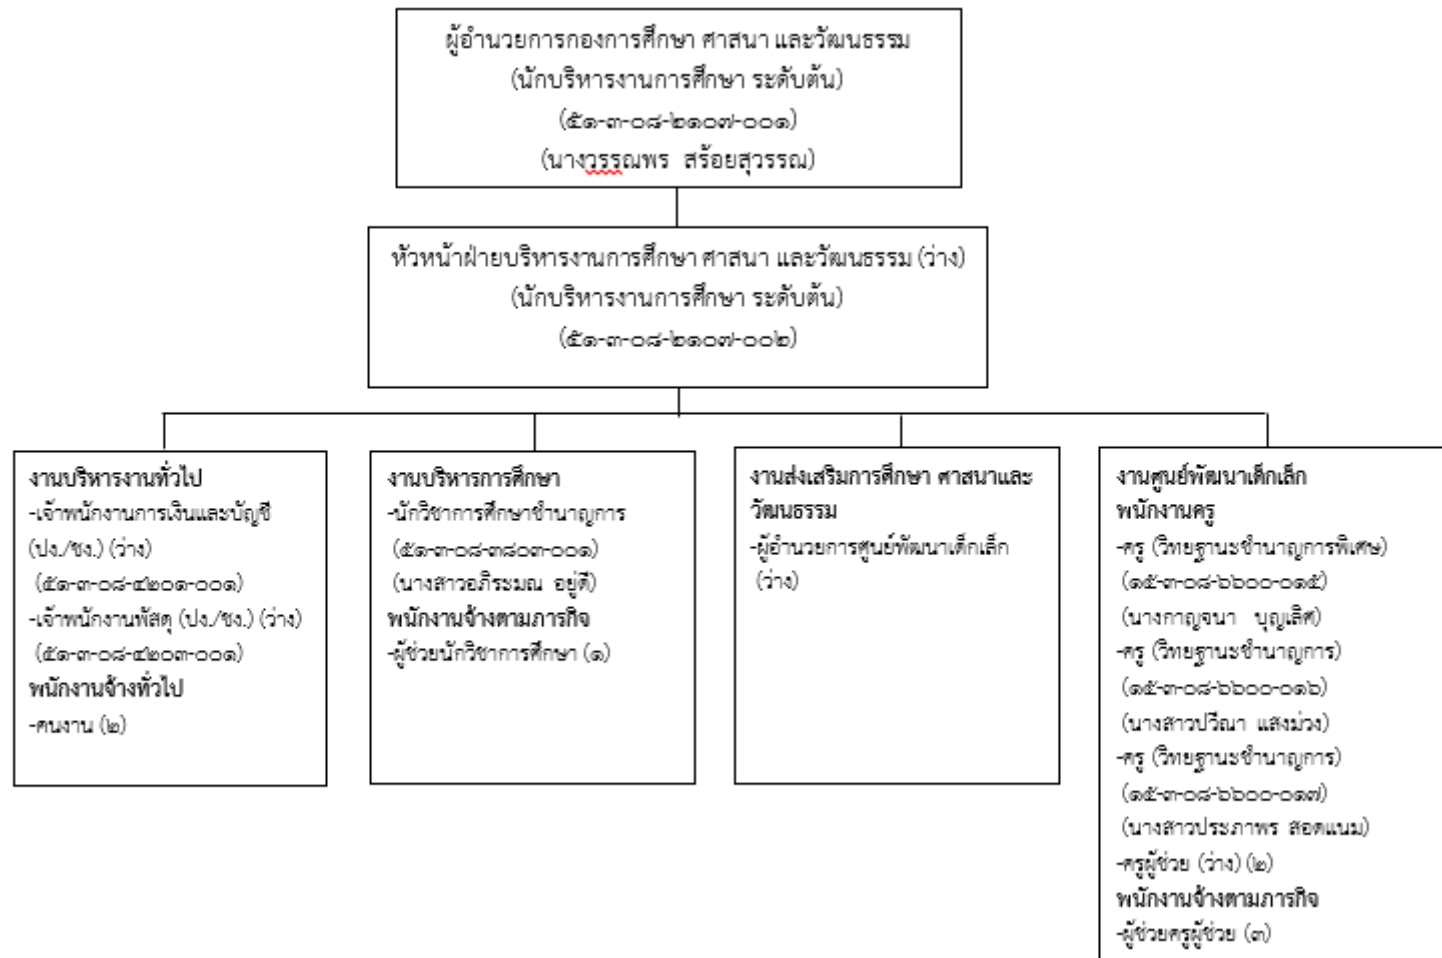 ผู้อำนวยการกองการศึกษา ศาสนา และวัฒนธรรม
(นักบริหารงานการศึกษา ระดับต้น)
(๕๑-๓-๐๘-๒๑๐๗-๐๐๑)
(นางวรรณพร สร้อยสุวรรณ)
หัวหน้าฝ่ายบริหารงานการศึกษา ศาสนา และวัฒนธรรม (ว่าง)
(นักบริหารงานการศึกษา ระดับต้น)
(๕๑-๓-๐๘-๒๑๐๗-๐๐๒)
งานบริหารงานทั่วไป
-เจ้าพนักงานการเงินและบัญชี
(ปง./ชง.) (ว่าง)
(๕๑-๓-๐๘-๔๒๐๑-๐๐๑)
-เจ้าพนักงานพัสดุ (ปง./ชง.) (ว่าง)
(๕๑-๓-๐๘-๔๒๐๓-๐๐๑)
พนักงานจ้างทั่วไป
-คนงาน (๒)
งานบริหารการศึกษา
-นักวิชาการศึกษาชำนาญการ
(๕๑-๓-๐๘-๓๘๐๓-๐๐๑)
(นางสาวอภิระมณ อยู่ดี)
พนักงานจ้างตามภารกิจ
-ผู้ช่วยนักวิชาการศึกษา (๑)
งานส่งเสริมการศึกษา ศาสนาและ
วัฒนธรรม
-ผู้อำนวยการศูนย์พัฒนาเด็กเล็ก
(ว่าง)
งานศูนย์พัฒนาเด็กเล็ก
พนักงานครู
-ครู (วิทยฐานะชำนาญการพิเศษ)
(๑๕-๓-๐๘-๖๖๐๐-๐๑๕)
(นางกาญจนา บุญเลิศ)
-ครู (วิทยฐานะชำนาญการ)
(๑๕-๓-๐๘-๖๖๐๐-๐๑๖)
(นางสาวปวีณา แสงม่วง)
-ครู (วิทยฐานะชำนาญการ)
(๑๕-๓-๐๘-๖๖๐๐-๐๑๗)
(นางสาวประภาพร สอดแนม)
-ครูผู้ช่วย (ว่าง) (๒)
พนักงานจ้างตามภารกิจ
-ผู้ช่วยครูผู้ช่วย (๓)